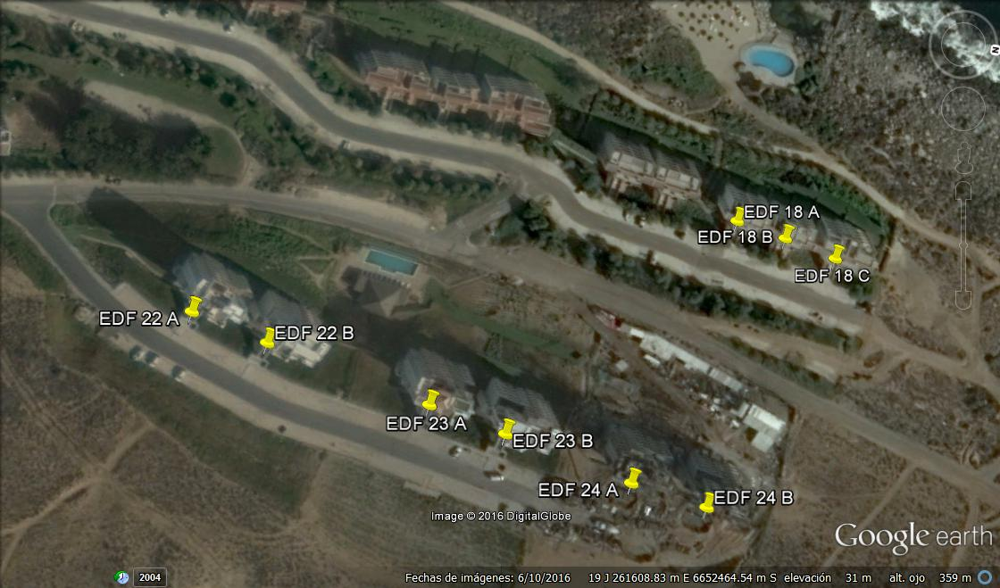 N
EDF 18 A
EDF 18 B
EDF 18 C
EDF 22 A
EDF 22 B
EDF 23 A
EDF 23 B
EDF 24 A
EDF 24 B
Image © 2016 DigitalGlobe
Google earth
2004
Fechas de imágenes: 6/10/2016 19 J 261608.83 m E 6652464.54 m S elevación 31 m alt. ojo 359 m